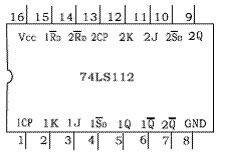 16 15 14 13 12 11 10 9
Vcc 1R̅D 2R̅D 2CP 2K 2J 2S̅D 2Q
74LS112
1CP 1K 1J 1S̅D 1Q 1Q̅ 2Q̅ GND
1 2 3 4 5 6 7 8